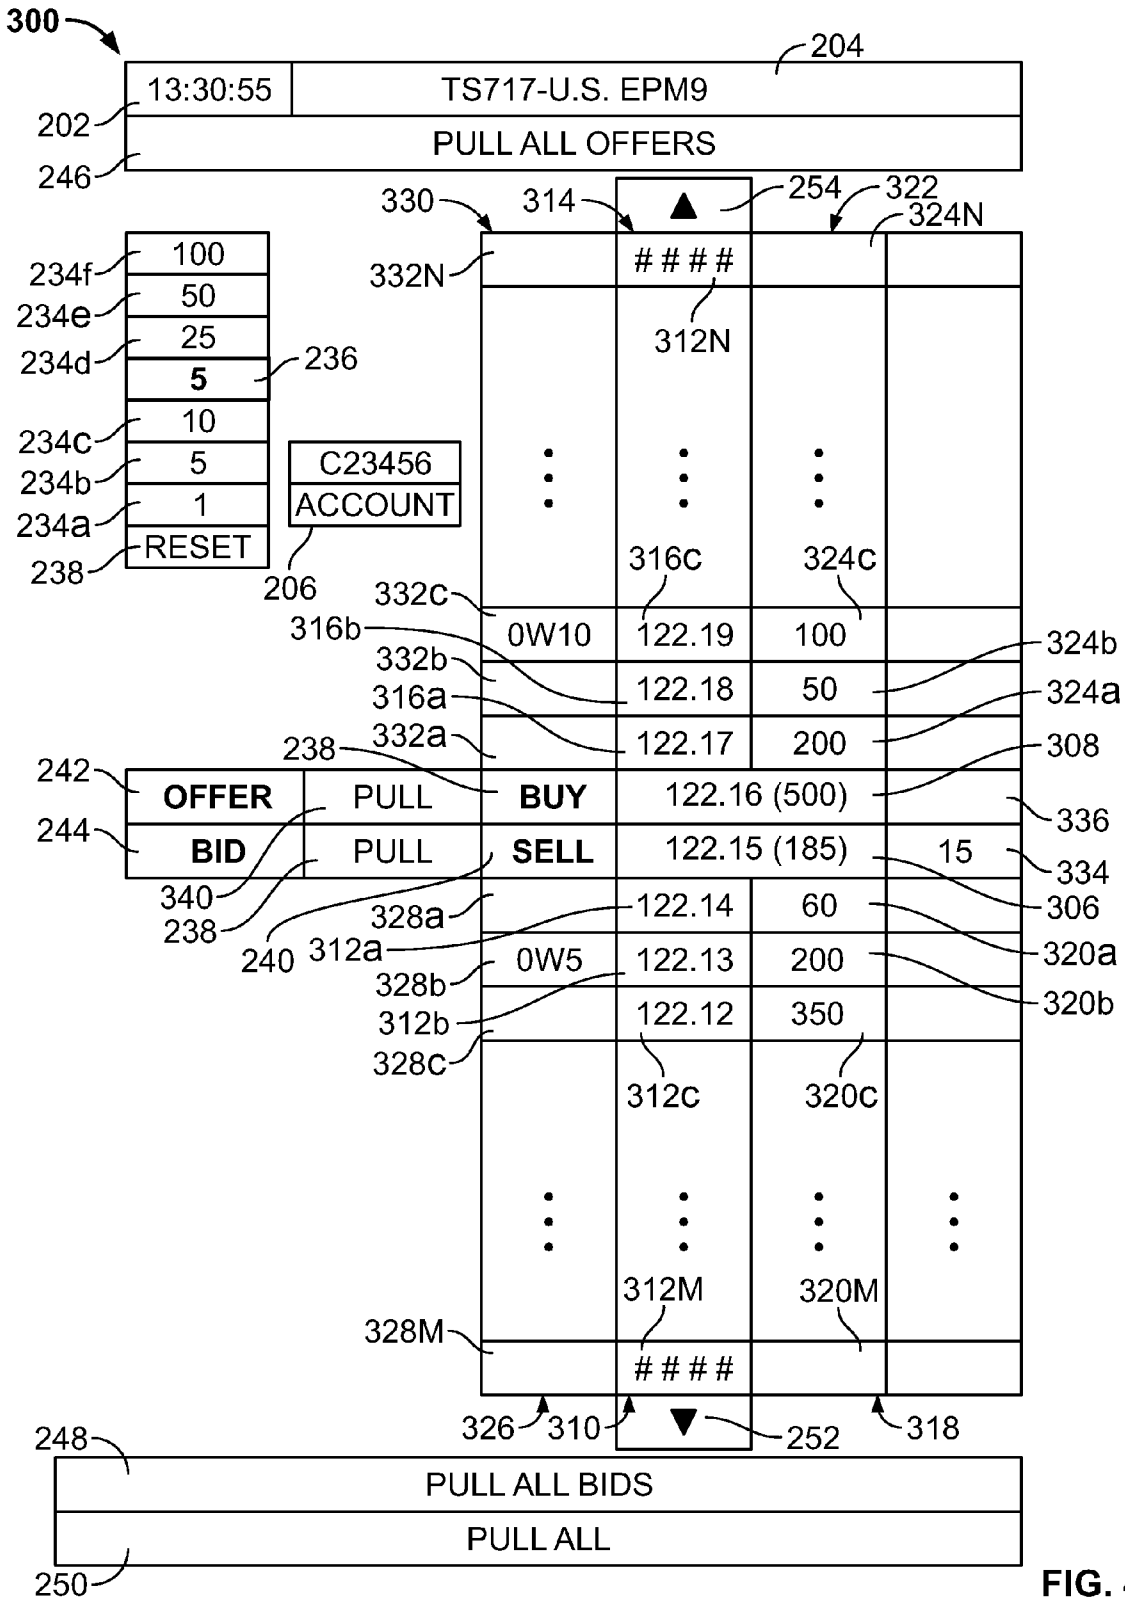 300
204
13:30:55 TS717-U.S. EPM9
202
PULL ALL OFFERS
246
330 314 254 322
324N
332N # # # #
312N
234f 100
234e 50
234d 25
5 236
234c 10
234b 5
234a 1
238 RESET
C23456
ACCOUNT
206
316c 324c
332c 0W10 122.19 100
316b
332b 122.18 50 324b
316a 324a
332a 122.17 200
238 308
242 OFFER PULL BUY 122.16 (500)
336
244 BID PULL SELL 122.15 (185) 15
334
340
238
240
328a 122.14 60 306
312a
320a
328b 0W5 122.13 200
320b
312b 122.12 350
328c
312c 320c
312M 320M
328M
# # # #
326 310 252 318
248
PULL ALL BIDS
PULL ALL
250
FIG.